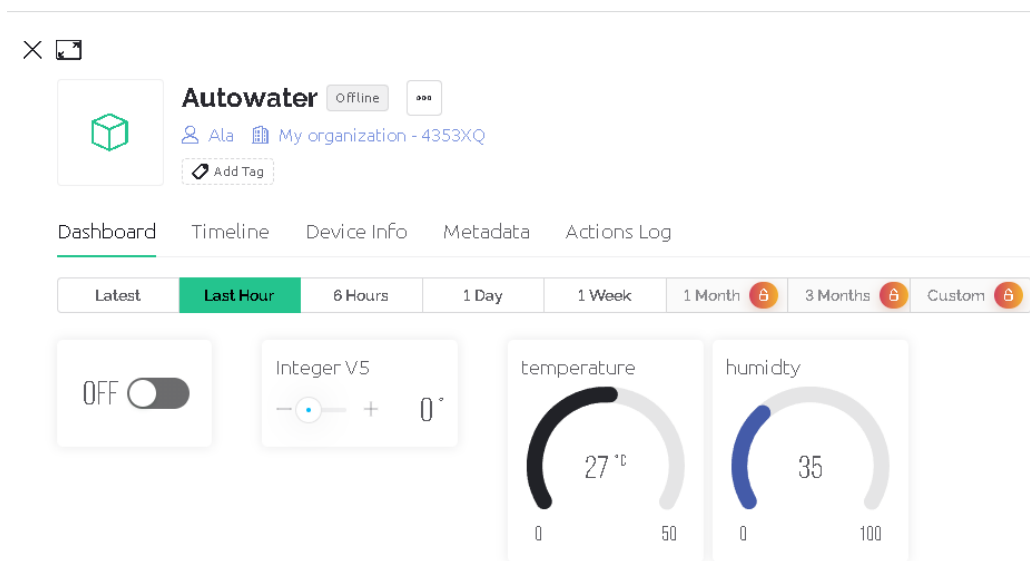 Autowater Offline
Ala My organization - 4353XQ
Add Tag
Dashboard Timeline Device Info Metadata Actions Log
Latest Last Hour 6 Hours 1 Day 1 Week 1 Month 3 Months Custom
OFF
Integer V5
0°
temperature
27 °C
0 50
humidty
35
0 100